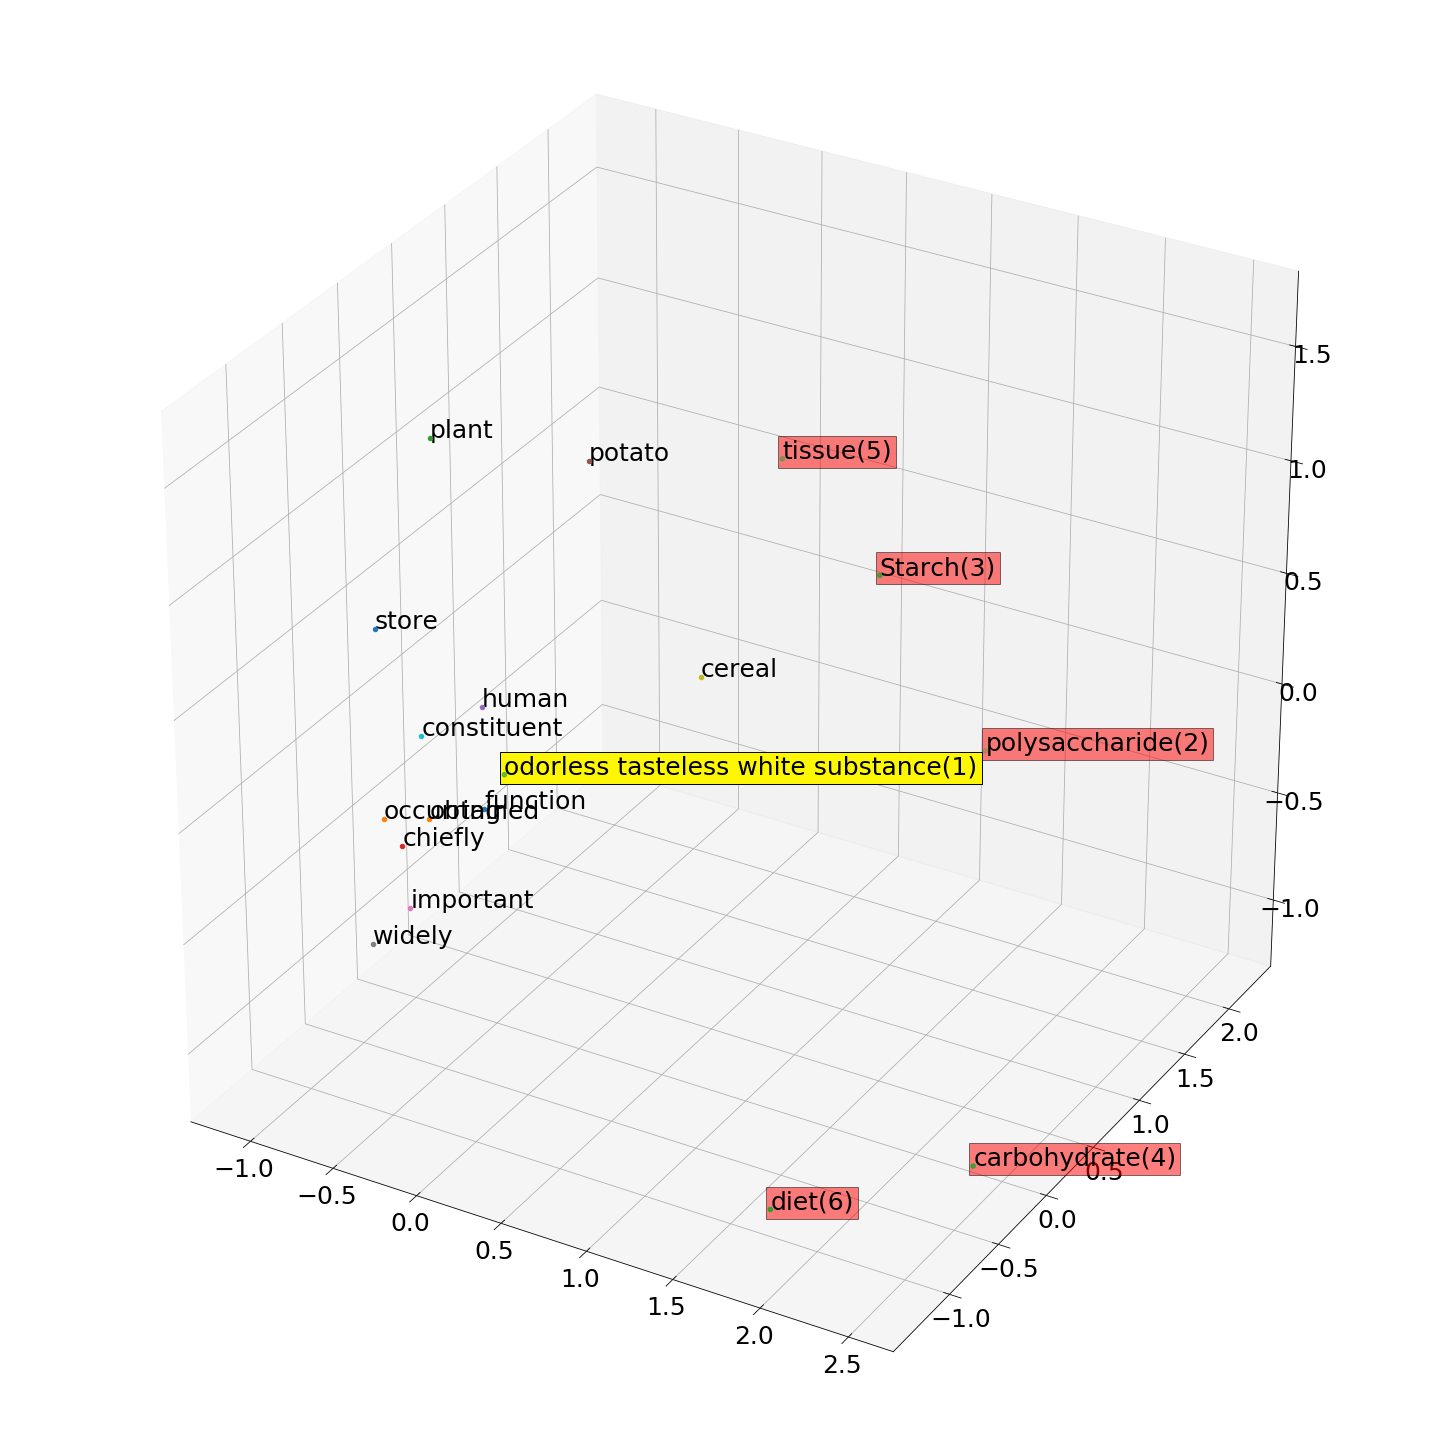 plant
potato
tissue(5)
Starch(3)
store
cereal
human
constituent
polysaccharide(2)
odorless tasteless white substance(1)
function
occurring
obtained
chiefly
important
widely
carbohydrate(4)
diet(6)
1.5
1.0
0.5
0.0
−0.5
−1.0
2.0
1.5
1.0
0.5
0.0
−0.5
−1.0
−1.0
−0.5
0.0
0.5
1.0
1.5
2.0
2.5